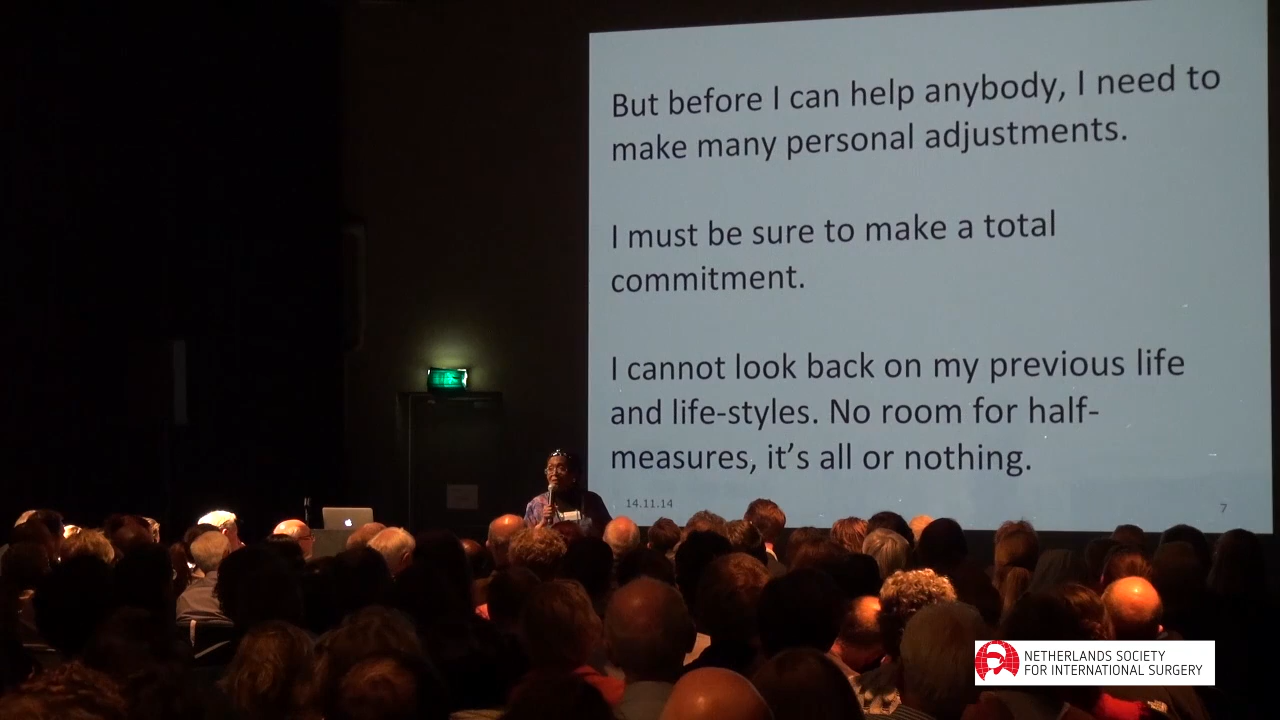 But before I can help anybody, I need to
make many personal adjustments.
I must be sure to make a total
commitment.
I cannot look back on my previous life
and life-styles. No room for half-
measures, it’s all or nothing.
14.11.14
7
NETHERLANDS SOCIETY
FOR INTERNATIONAL SURGERY